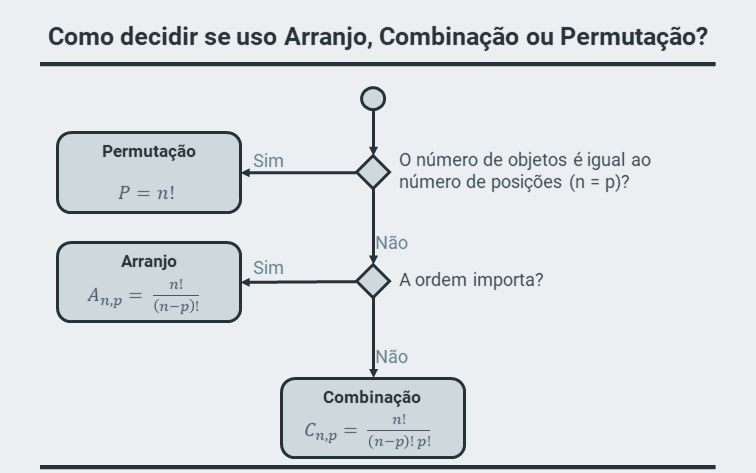 Como decidir se uso Arranjo, Combinação ou Permutação?
Permutação
P = n!
Sim
O número de objetos é igual ao
número de posições (n = p)?
Não
Arranjo
A_{n,p} = \frac{n!}{(n-p)!}
Sim
A ordem importa?
Não
Combinação
C_{n,p} = \frac{n!}{(n-p)! p!}